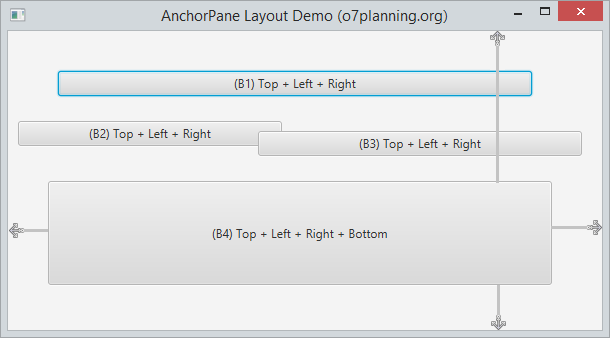 AnchorPane Layout Demo (o7planning.org)
(B1) Top + Left + Right
(B2) Top + Left + Right
(B3) Top + Left + Right
(B4) Top + Left + Right + Bottom